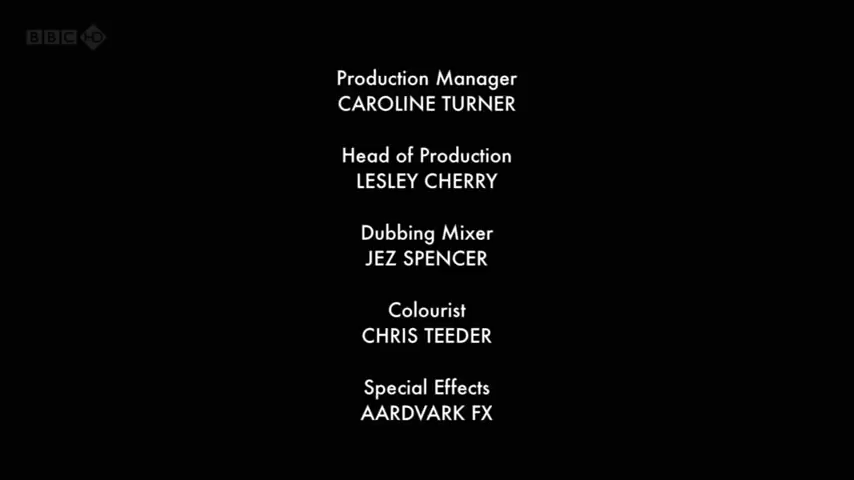 BBC HD
Production Manager
CAROLINE TURNER
Head of Production
LESLEY CHERRY
Dubbing Mixer
JEZ SPENCER
Colourist
CHRIS TEEDER
Special Effects
AARDVARK FX